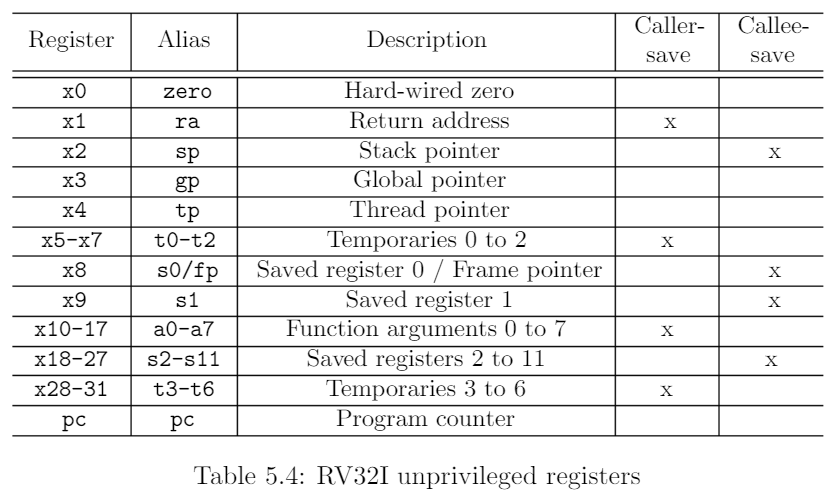 Register Alias Description Caller-save Callee-save
x0 zero Hard-wired zero
x1 ra Return address x
x2 sp Stack pointer x
x3 gp Global pointer
x4 tp Thread pointer
x5-x7 t0-t2 Temporaries 0 to 2 x
x8 s0/fp Saved register 0 / Frame pointer x
x9 s1 Saved register 1 x
x10-17 a0-a7 Function arguments 0 to 7 x
x18-27 s2-s11 Saved registers 2 to 11 x
x28-31 t3-t6 Temporaries 3 to 6 x
pc pc Program counter
Table 5.4: RV32I unprivileged registers